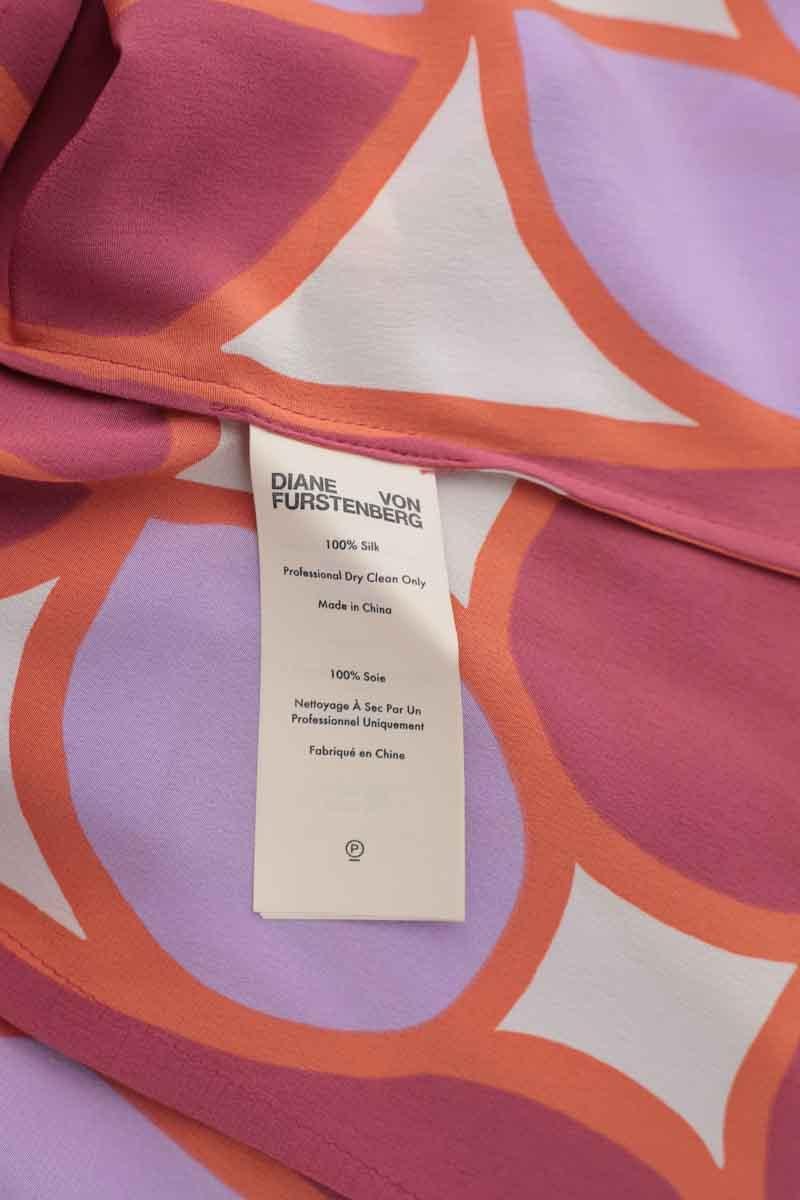 DIANE VON
FURSTENBERG
100% Silk
Professional Dry Clean Only
Made in China
100% Soie
Nettoyage À Sec Par Un
Professionnel Uniquement
Fabriqué en Chine
P